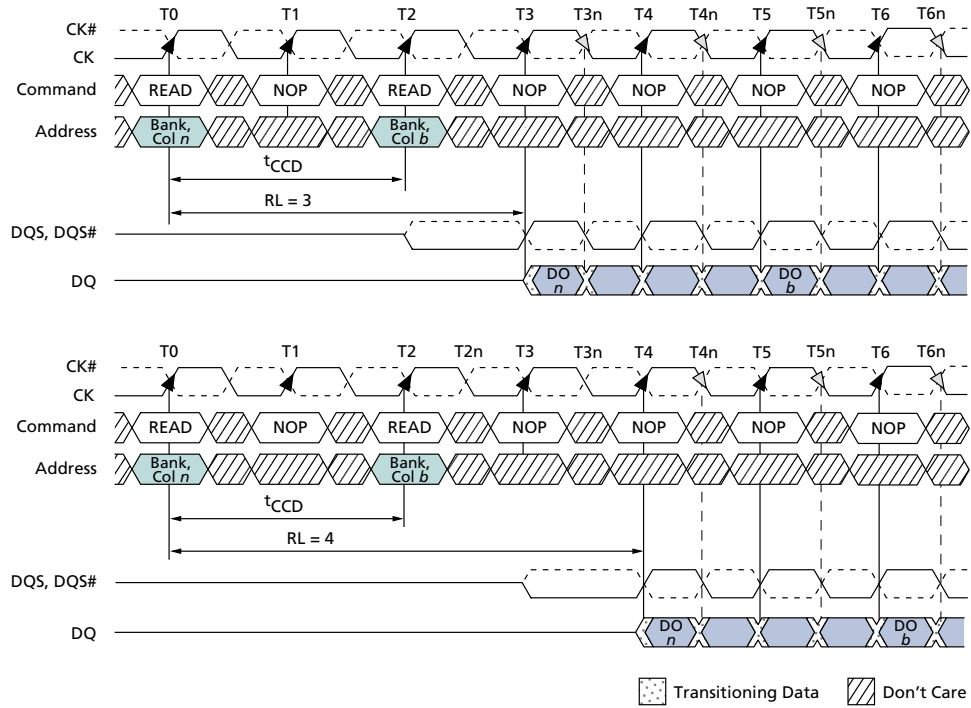 T0 T1 T2 T3 T3n T4 T4n T5 T5n T6 T6n
CK#
CK
Command READ NOP READ NOP NOP NOP NOP
Address Bank, Col n Bank, Col b
tCCD
RL = 3
DQS, DQS#
DQ DO n DO b
T0 T1 T2 T2n T3 T3n T4 T4n T5 T5n T6 T6n
CK#
CK
Command READ NOP READ NOP NOP NOP NOP
Address Bank, Col n Bank, Col b
tCCD
RL = 4
DQS, DQS#
DQ DO n DO b
Transitioning Data Don't Care